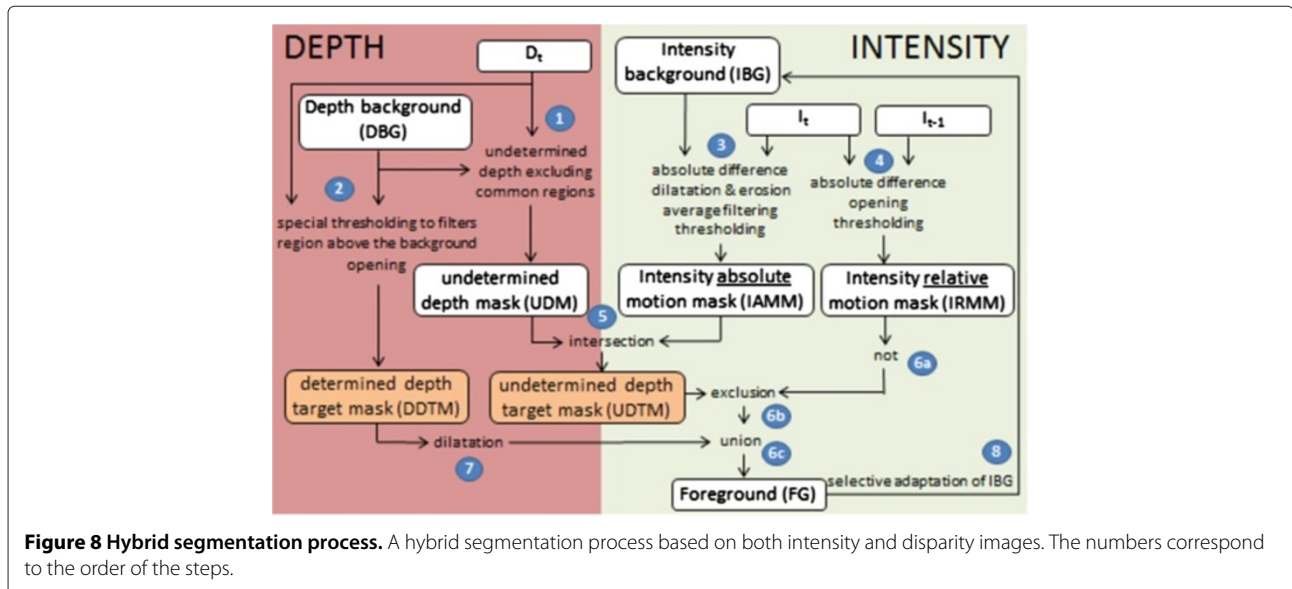 DEPTH
INTENSITY
Dt
Intensity
background (IBG)
Depth background
(DBG)
It
It-1
1
undetermined
depth excluding
common regions
2
special thresholding to filters
region above the background
opening
3
absolute difference
dilatation & erosion
average filtering
thresholding
4
absolute difference
opening
thresholding
undetermined
depth mask (UDM)
Intensity absolute
motion mask (IAMM)
Intensity relative
motion mask (IRMM)
5
intersection
not
6a
determined depth
target mask (DDTM)
undetermined depth
target mask (UDTM)
exclusion
6b
dilatation
7
union
6c
8
Foreground (FG)
selective adaptation of IBG
Figure 8 Hybrid segmentation process. A hybrid segmentation process based on both intensity and disparity images. The numbers correspond
to the order of the steps.